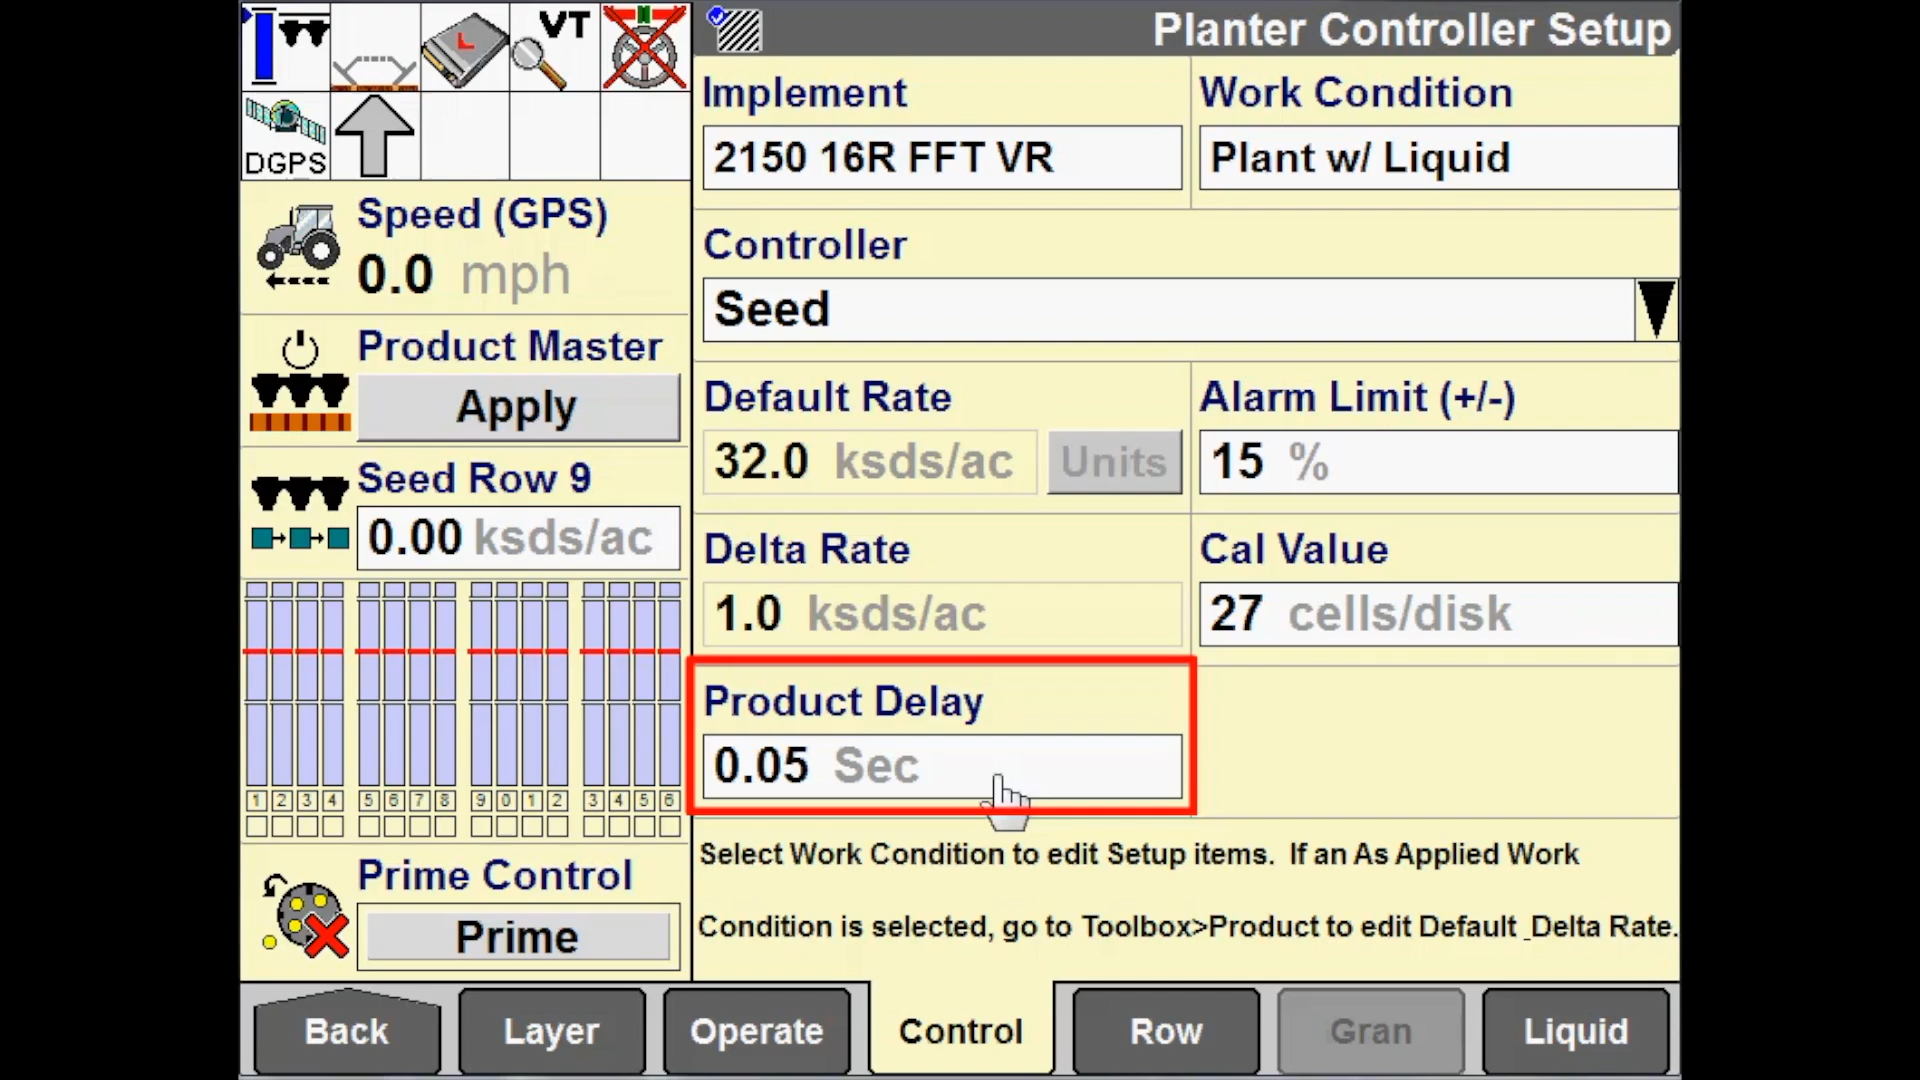 VT
L
DGPS
Speed (GPS)
0.0 mph
Product Master
Apply
Seed Row 9
0.00 ksds/ac
1 2 3 4 5 6 7 8 9 0 1 2 3 4 5 6
Prime Control
Prime
Planter Controller Setup
Implement
2150 16R FFT VR
Work Condition
Plant w/ Liquid
Controller
Seed
Default Rate
32.0 ksds/ac Units
Alarm Limit (+/-)
15 %
Delta Rate
1.0 ksds/ac
Cal Value
27 cells/disk
Product Delay
0.05 Sec
Select Work Condition to edit Setup items. If an As Applied Work
Condition is selected, go to Toolbox>Product to edit Default _Delta Rate.
Back Layer Operate Control Row Gran Liquid